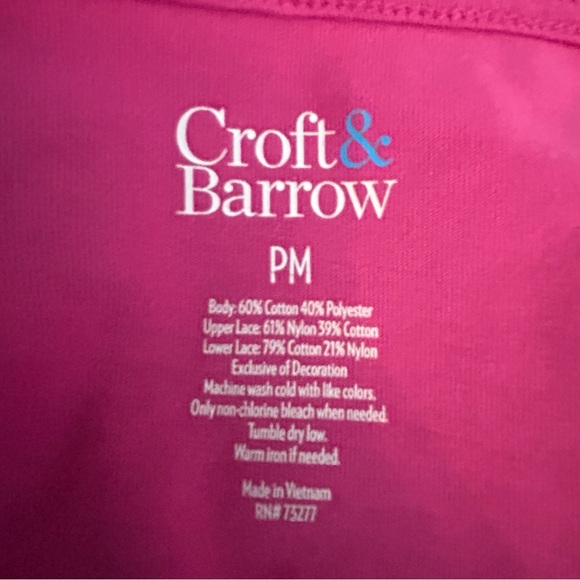 Croft&
Barrow
PM
Body: 60% Cotton 40% Polyester
Upper Lace: 61% Nylon 39% Cotton
Lower Lace: 79% Cotton 21% Nylon
Exclusive of Decoration
Machine wash cold with like colors.
Only non-chlorine bleach when needed.
Tumble dry low.
Warm iron if needed.
Made in Vietnam
RN# 73277